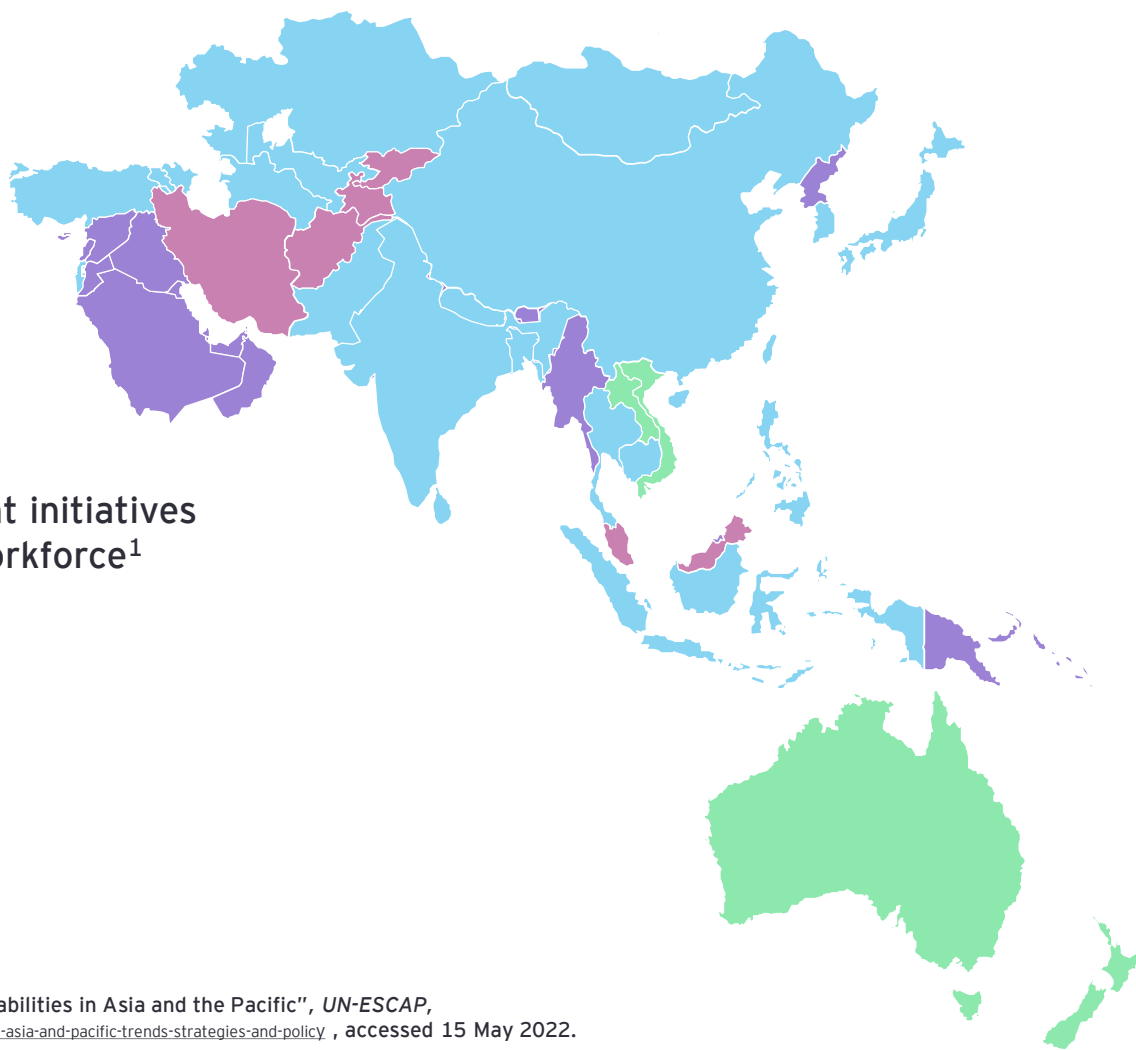 t initiatives
orkforce¹
abilities in Asia and the Pacific”, UN-ESCAP,
-asia-and-pacific-trends-strategies-and-policy , accessed 15 May 2022.